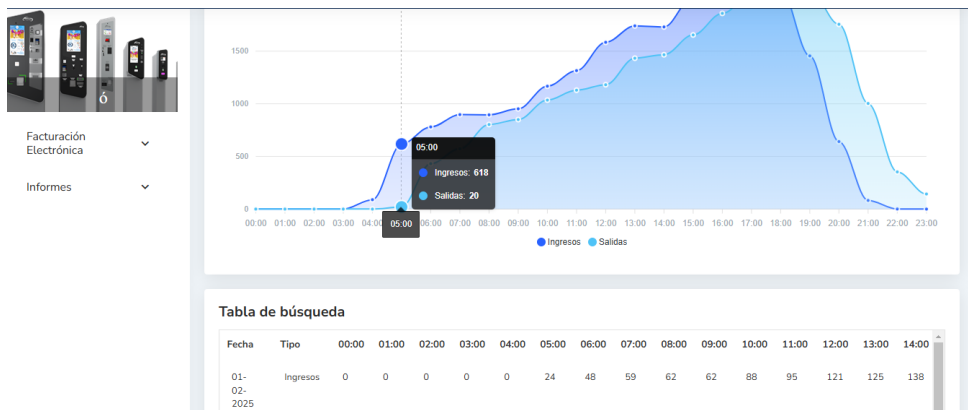 ó
Facturación
Electrónica
Informes
1500
1000
500
0
05:00
Ingresos: 618
Salidas: 20
00:00 01:00 02:00 03:00 04:00 05:00 06:00 07:00 08:00 09:00 10:00 11:00 12:00 13:00 14:00 15:00 16:00 17:00 18:00 19:00 20:00 21:00 22:00 23:00
Ingresos Salidas
Tabla de búsqueda
Fecha Tipo 00:00 01:00 02:00 03:00 04:00 05:00 06:00 07:00 08:00 09:00 10:00 11:00 12:00 13:00 14:00
01-
02-
2025
Ingresos 0 0 0 0 0 24 48 59 62 62 88 95 121 125 138